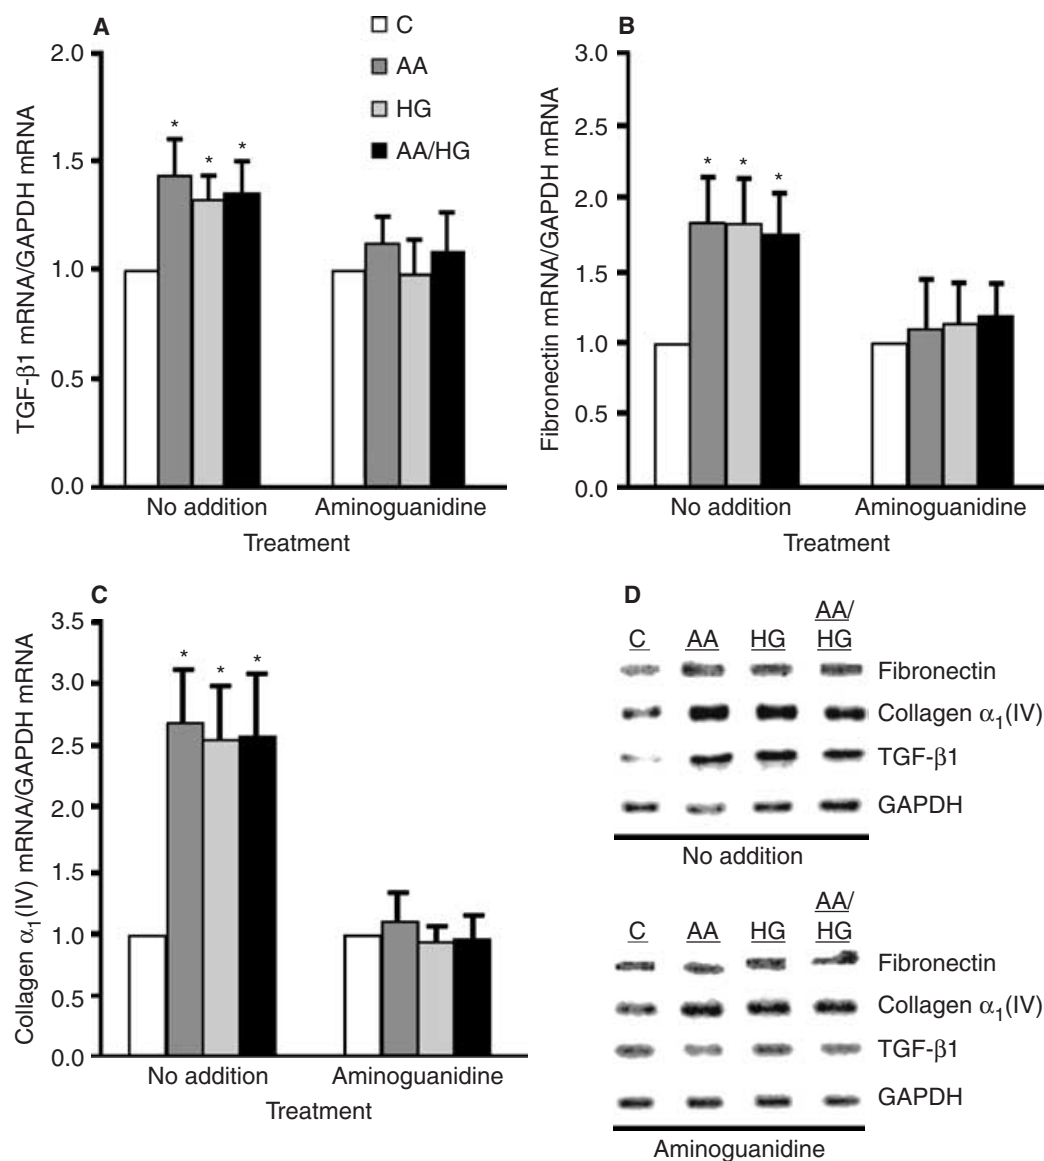 A
C
AA
HG
AA/HG
TGF-β1 mRNA/GAPDH mRNA
2.0
1.5
1.0
0.5
0.0
* * *
No addition Aminoguanidine
Treatment
B
Fibronectin mRNA/GAPDH mRNA
3.0
2.5
2.0
1.5
1.0
0.5
0.0
* * *
No addition Aminoguanidine
Treatment
C
Collagen α1(IV) mRNA/GAPDH mRNA
3.5
3.0
2.5
2.0
1.5
1.0
0.5
0.0
* * *
No addition Aminoguanidine
Treatment
D
AA/
C AA HG HG
Fibronectin
Collagen α1(IV)
TGF-β1
GAPDH
No addition
AA/
C AA HG HG
Fibronectin
Collagen α1(IV)
TGF-β1
GAPDH
Aminoguanidine